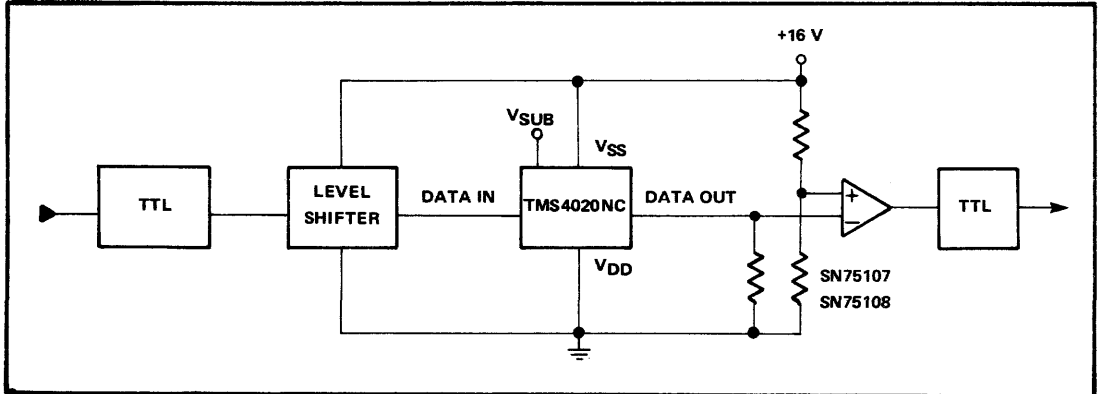 +16 V
VSUB
VSS
TTL
LEVEL
SHIFTER
DATA IN
TMS4020NC
DATA OUT
+
−
TTL
VDD
SN75107
SN75108